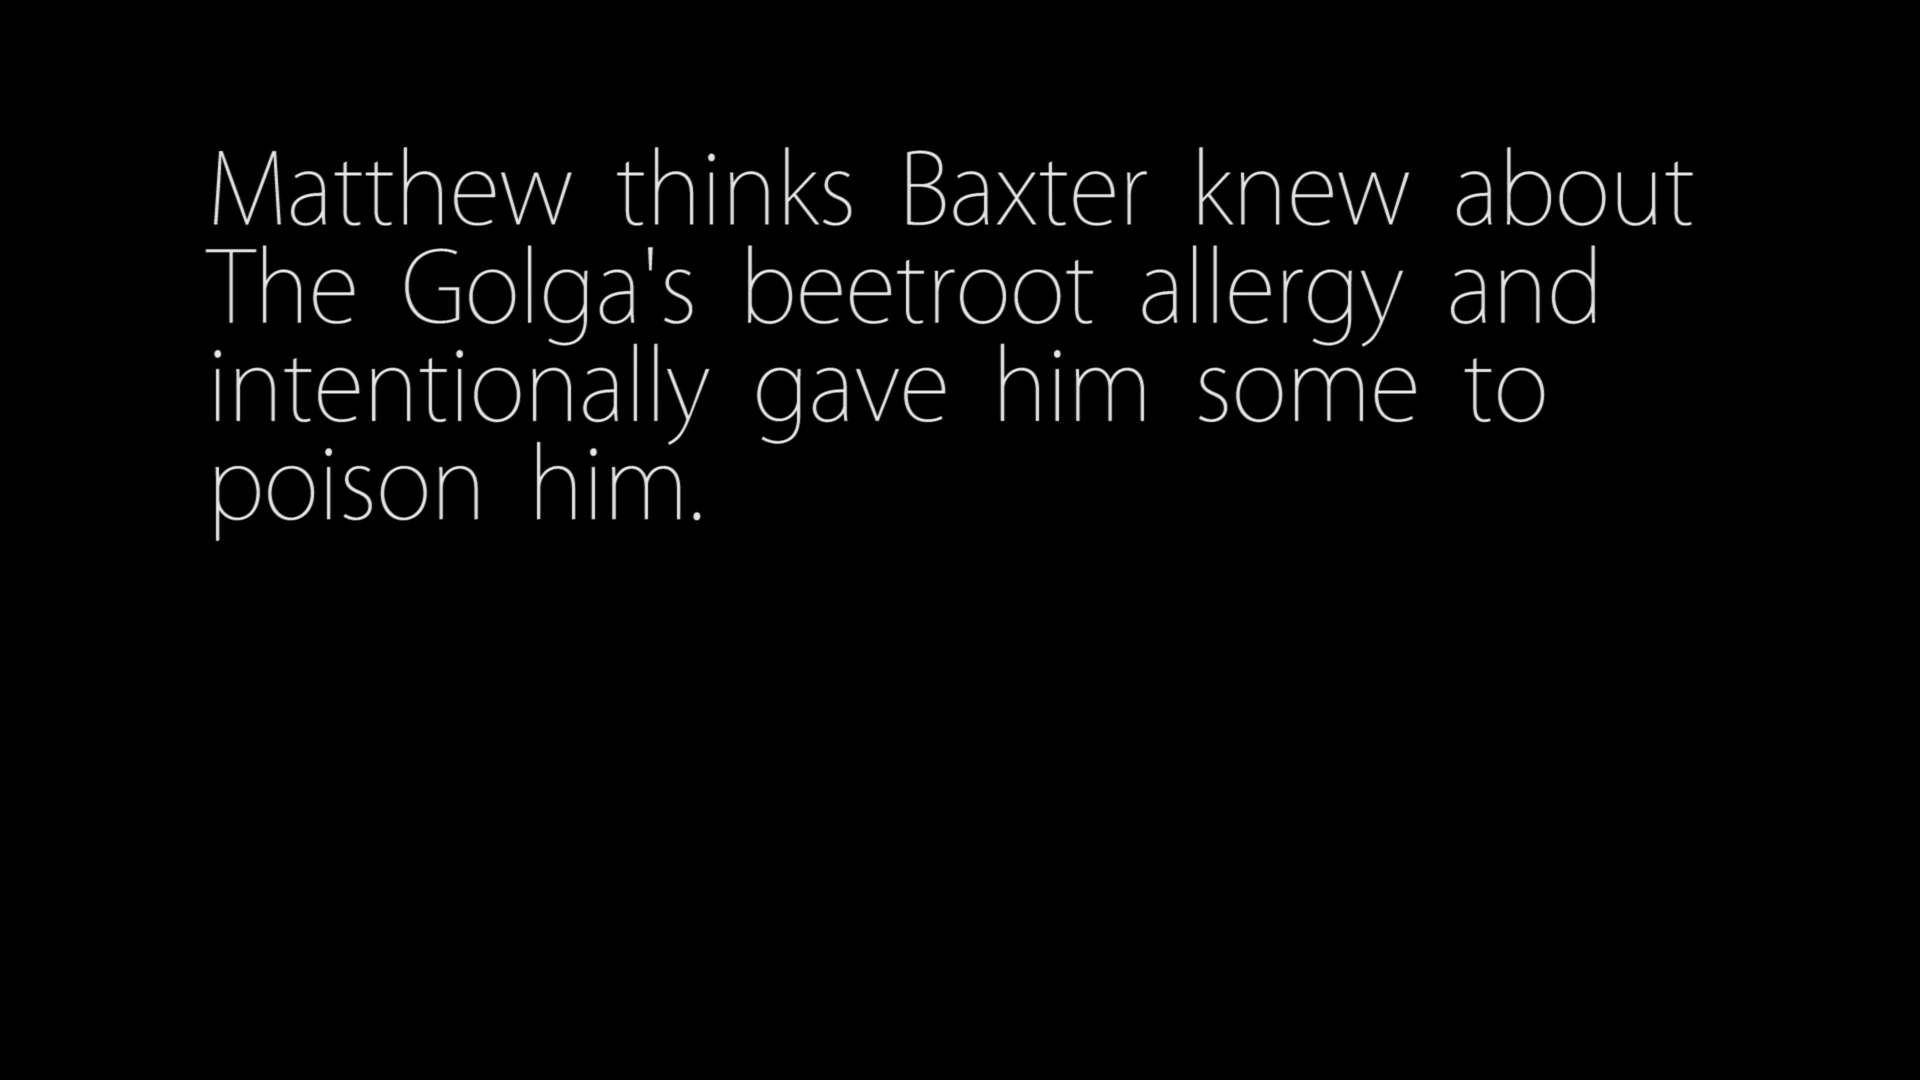 Matthew thinks Baxter knew about
The Golga's beetroot allergy and
intentionally gave him some to
poison him.